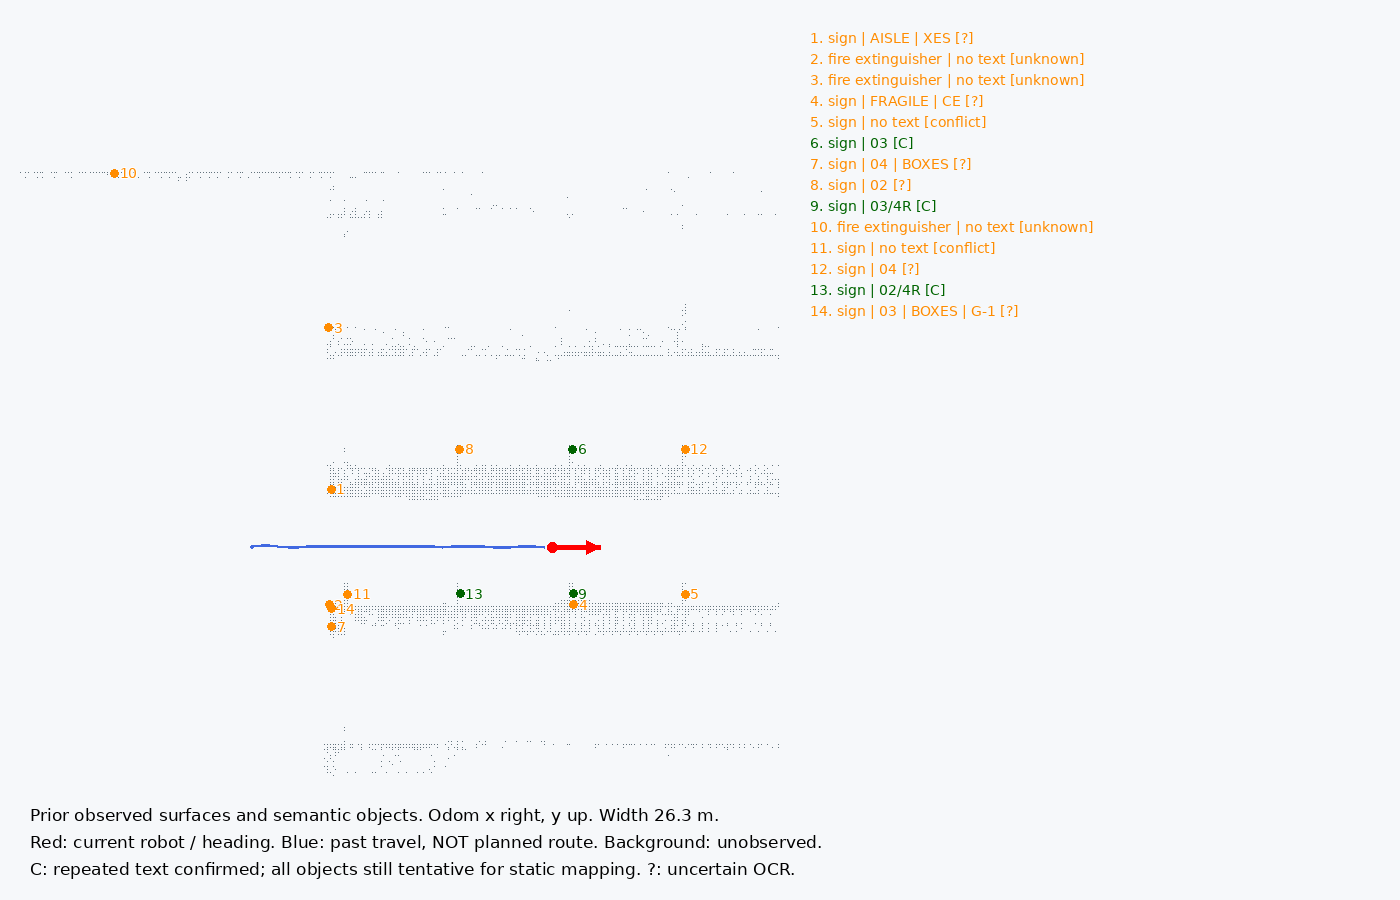 1. sign | AISLE | XES [?]
2. fire extinguisher | no text [unknown]
3. fire extinguisher | no text [unknown]
4. sign | FRAGILE | CE [?]
5. sign | no text [conflict]
6. sign | 03 [C]
7. sign | 04 | BOXES [?]
8. sign | 02 [?]
9. sign | 03/4R [C]
10. fire extinguisher | no text [unknown]
11. sign | no text [conflict]
12. sign | 04 [?]
13. sign | 02/4R [C]
14. sign | 03 | BOXES | G-1 [?]
10
3
8
6
12
1
11
13
9
5
14
4
7
Prior observed surfaces and semantic objects. Odom x right, y up. Width 26.3 m.
Red: current robot / heading. Blue: past travel, NOT planned route. Background: unobserved.
C: repeated text confirmed; all objects still tentative for static mapping. ?: uncertain OCR.